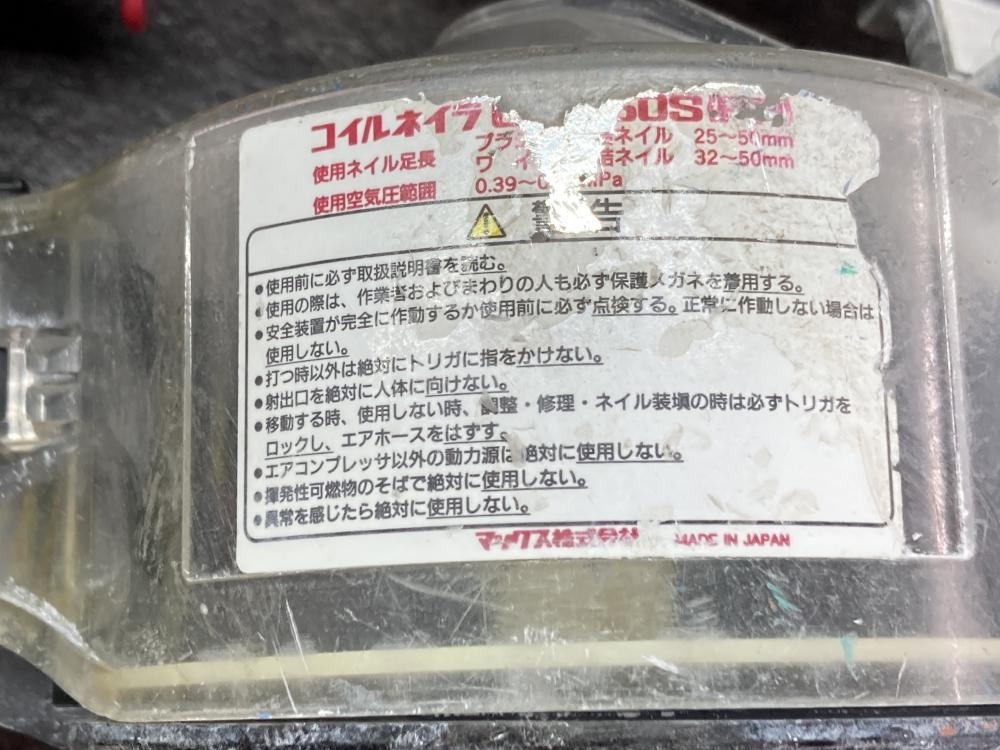 コイルネイラ 50S
使用ネイル足長 プラ ネイル 25〜50mm
ワイ 結ネイル 32〜50mm
使用空気圧範囲 0.39〜0. MPa
警告
●使用前に必ず取扱説明書を読む。
●使用の際は、作業者およびまわりの人も必ず保護メガネを着用する。
●安全装置が完全に作動するか使用前に必ず点検する。正常に作動しない場合は
使用しない。
●打つ時以外は絶対にトリガに指をかけない。
●射出口を絶対に人体に向けない。
●移動する時、使用しない時、調整・修理・ネイル装塡の時は必ずトリガを
ロックし、エアホースをはずす。
●エアコンプレッサ以外の動力源は絶対に使用しない。
●揮発性可燃物のそばで絶対に使用しない。
●異常を感じたら絶対に使用しない。
マックス株式会社 MADE IN JAPAN